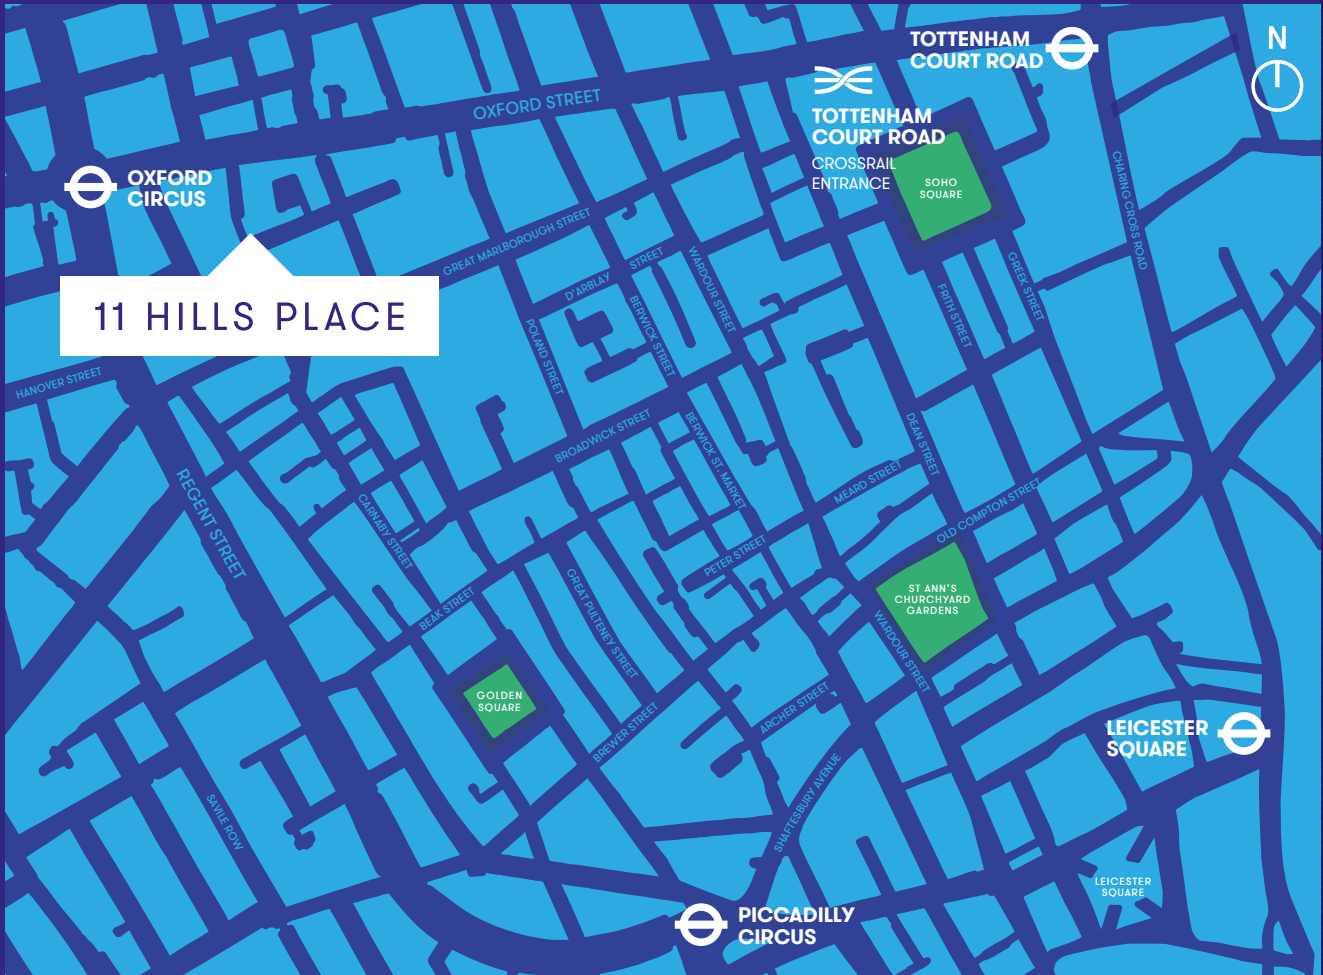 TOTTENHAM
COURT ROAD
N
TOTTENHAM
COURT ROAD
CROSSRAIL
ENTRANCE
OXFORD STREET
OXFORD
CIRCUS
SOHO
SQUARE
CHARING CROSS ROAD
GREAT MARLBOROUGH STREET
11 HILLS PLACE
D'ARBLAY STREET
WARDOUR STREET
BERWICK STREET
POLAND STREET
FRITH STREET
GREEK STREET
HANOVER STREET
BROADWICK STREET
BERWICK ST. MARKET
DEAN STREET
MEARD STREET
OLD COMPTON STREET
REGENT STREET
CARNABY STREET
PETER STREET
BEAK STREET
GREAT PULTENEY STREET
ST ANN'S
CHURCHYARD
GARDENS
WARDOUR STREET
GOLDEN
SQUARE
BREWER STREET
ARCHER STREET
LEICESTER
SQUARE
SHAFTESBURY AVENUE
SAVILE ROW
LEICESTER
SQUARE
PICCADILLY
CIRCUS